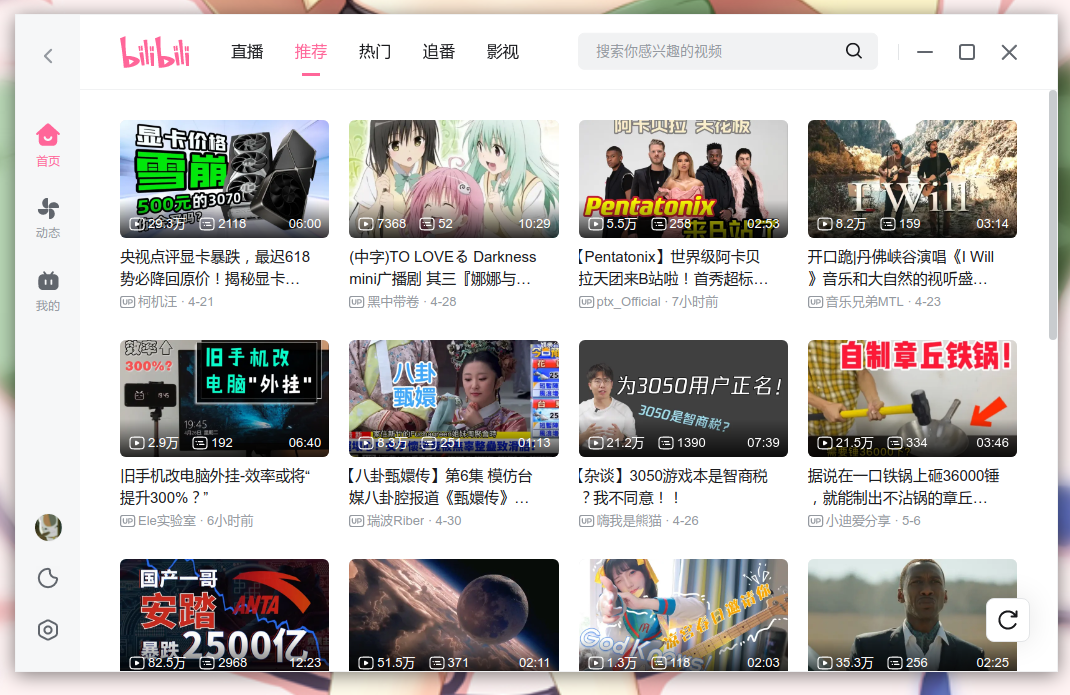 bilibili
直播 推荐 热门 追番 影视
搜索你感兴趣的视频
首页
动态
我的
显卡价格
雪崩
500元的3070
29.3万 2118 06:00
央视点评显卡暴跌，最迟618
势必降回原价！揭秘显卡…
UP 柯机汪 · 4-21
7368 52 10:29
(中字)TO LOVEる Darkness
mini广播剧 其三『娜娜与…
UP 黑中带卷 · 4-28
阿卡贝拉 天花板
Pentatonix
来B站了
5.5万 258 02:53
【Pentatonix】世界级阿卡贝
拉天团来B站啦！首秀超标…
UP ptx_Official · 7小时前
I Will
8.2万 159 03:14
开口跪|丹佛峡谷演唱《I Will
》音乐和大自然的视听盛…
UP 音乐兄弟MTL · 4-23
效率↑
300%?
旧手机改
电脑"外挂"
19:45
2.9万 192 06:40
旧手机改电脑外挂-效率或将“
提升300%？”
UP Ele实验室 · 6小时前
八卦
甄嬛
8.3万 251 01:13
【八卦甄嬛传】第6集 模仿台
媒八卦腔报道《甄嬛传》…
UP 瑞波Riber · 4-30
为3050用户正名!
3050是智商税?
21.2万 1390 07:39
【杂谈】3050游戏本是智商税
？我不同意！！
UP 嗨我是熊猫 · 4-26
自制章丘铁锅!
21.5万 334 03:46
据说在一口铁锅上砸36000锤
，就能制出不沾锅的章丘…
UP 小迪爱分享 · 5-6
国产一哥
安踏
ANTA
暴跌2500亿
82.5万 2968 12:23
51.5万 371 02:11
1.3万 118 02:03
35.3万 256 02:25